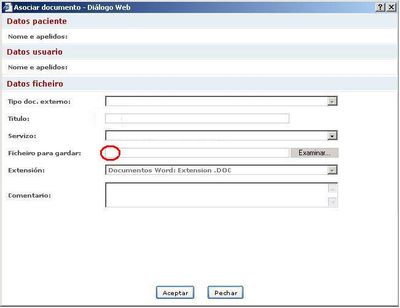 Asociar documento - Diálogo Web
Datos paciente
Nome e apelidos:
Datos usuario
Nome e apelidos:
Datos ficheiro
Tipo doc. externo:
Título:
Servizo:
Ficheiro para gardar: Examinar...
Extensión: Documentos Word: Extension .DOC
Comentario:
Aceptar Pechar